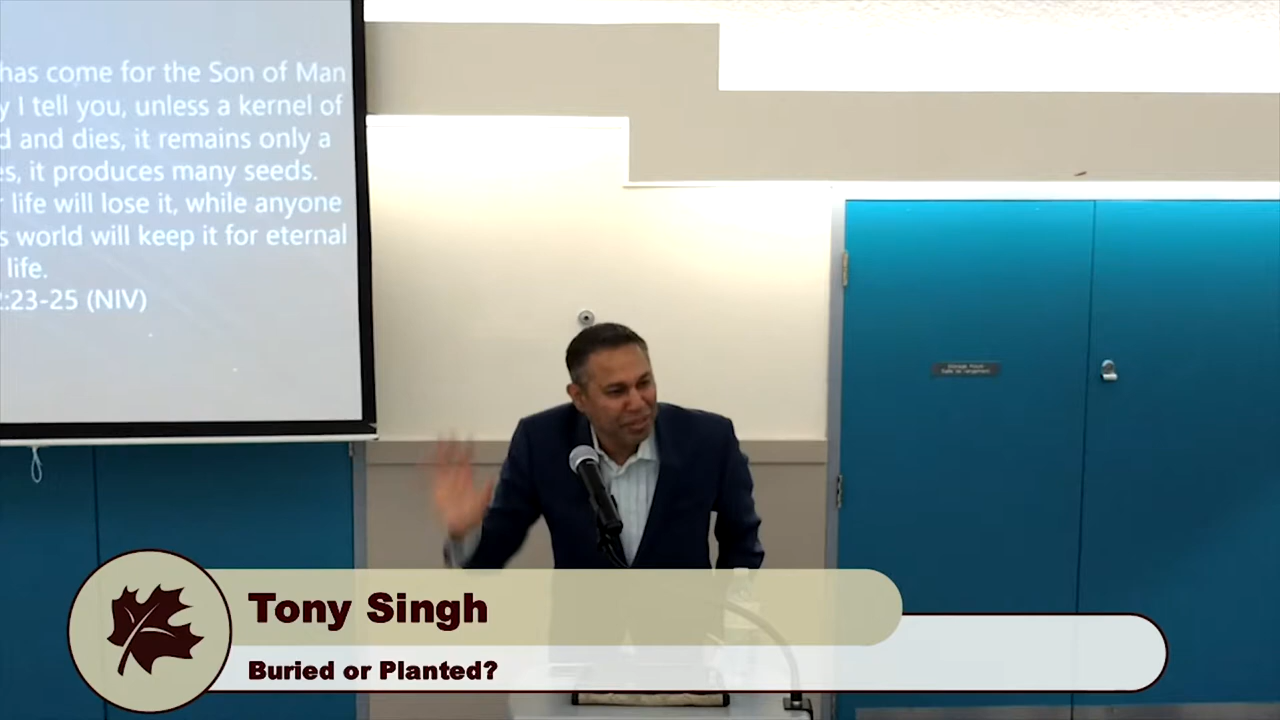 has come for the Son of Man
y I tell you, unless a kernel of
d and dies, it remains only a
es, it produces many seeds.
r life will lose it, while anyone
s world will keep it for eternal
life.
2:23-25 (NIV)
Tony Singh
Buried or Planted?